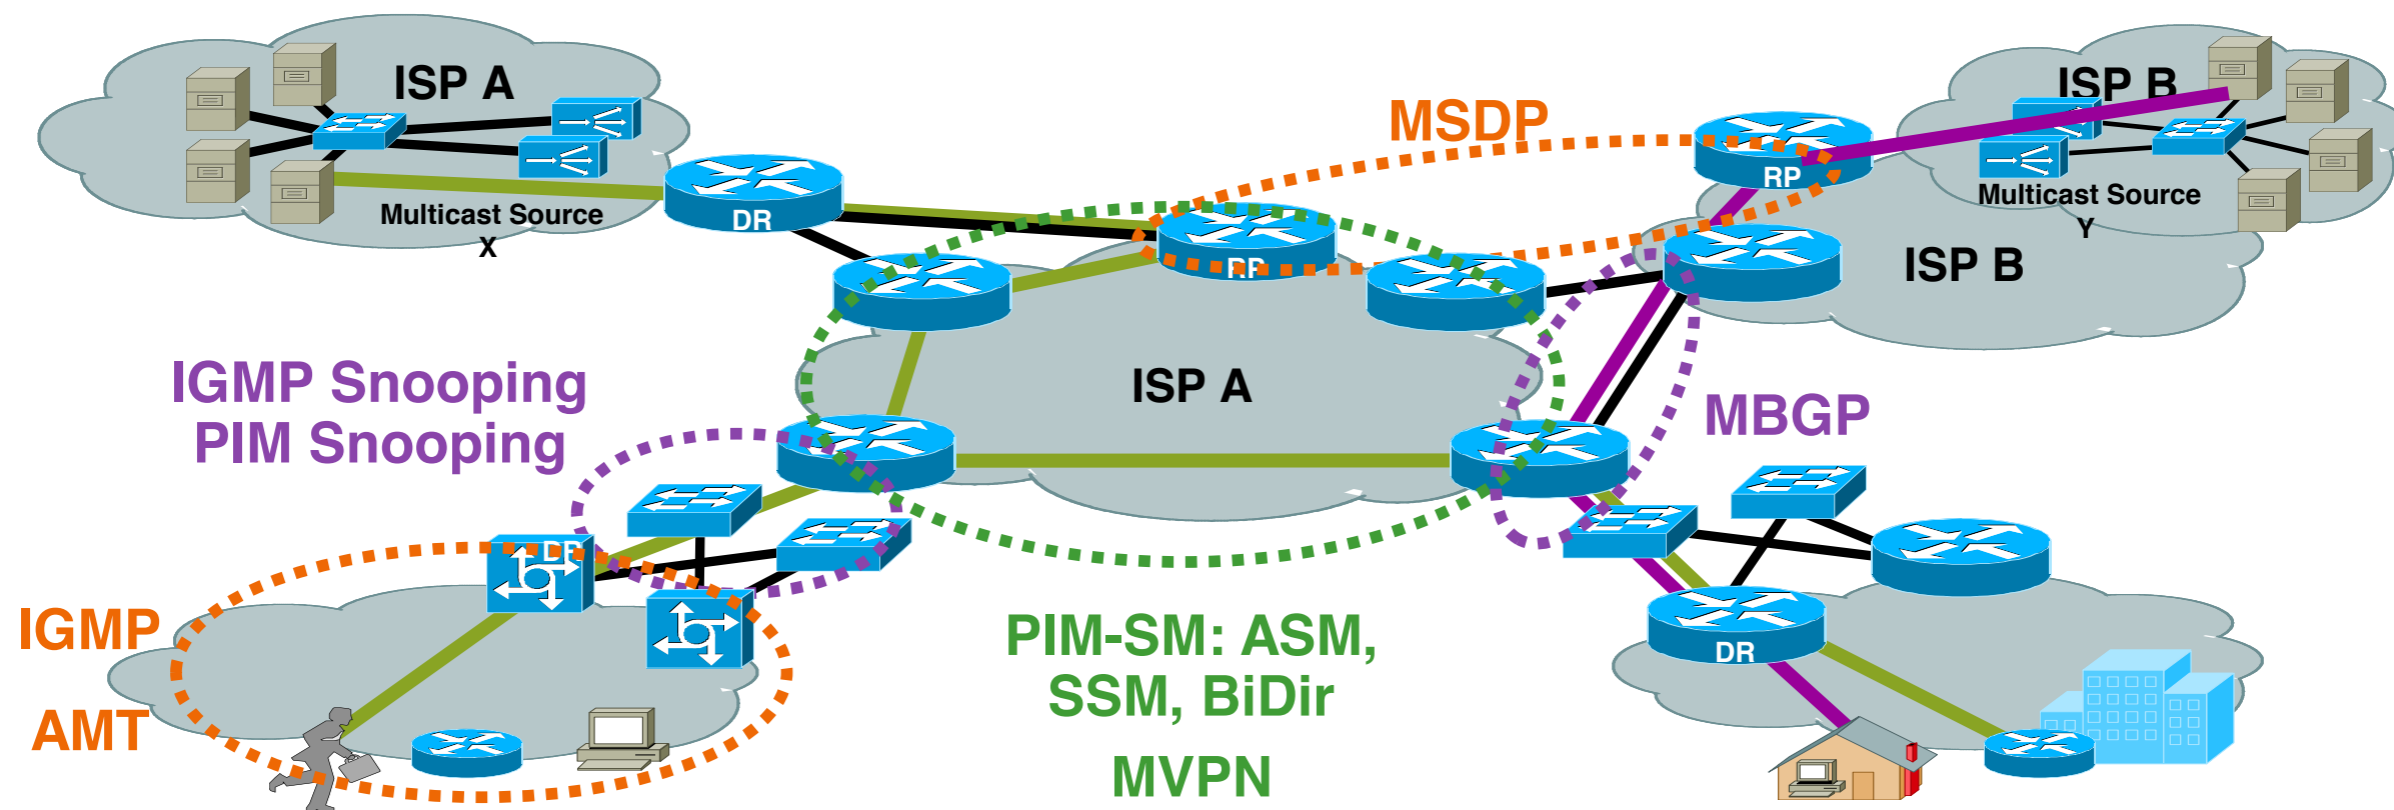 ISP A
Multicast Source
X
DR
MSDP
RP
RP
ISP B
Multicast Source
Y
ISP B
ISP A
IGMP Snooping
PIM Snooping
MBGP
DR
IGMP
AMT
PIM-SM: ASM,
SSM, BiDir
MVPN
DR